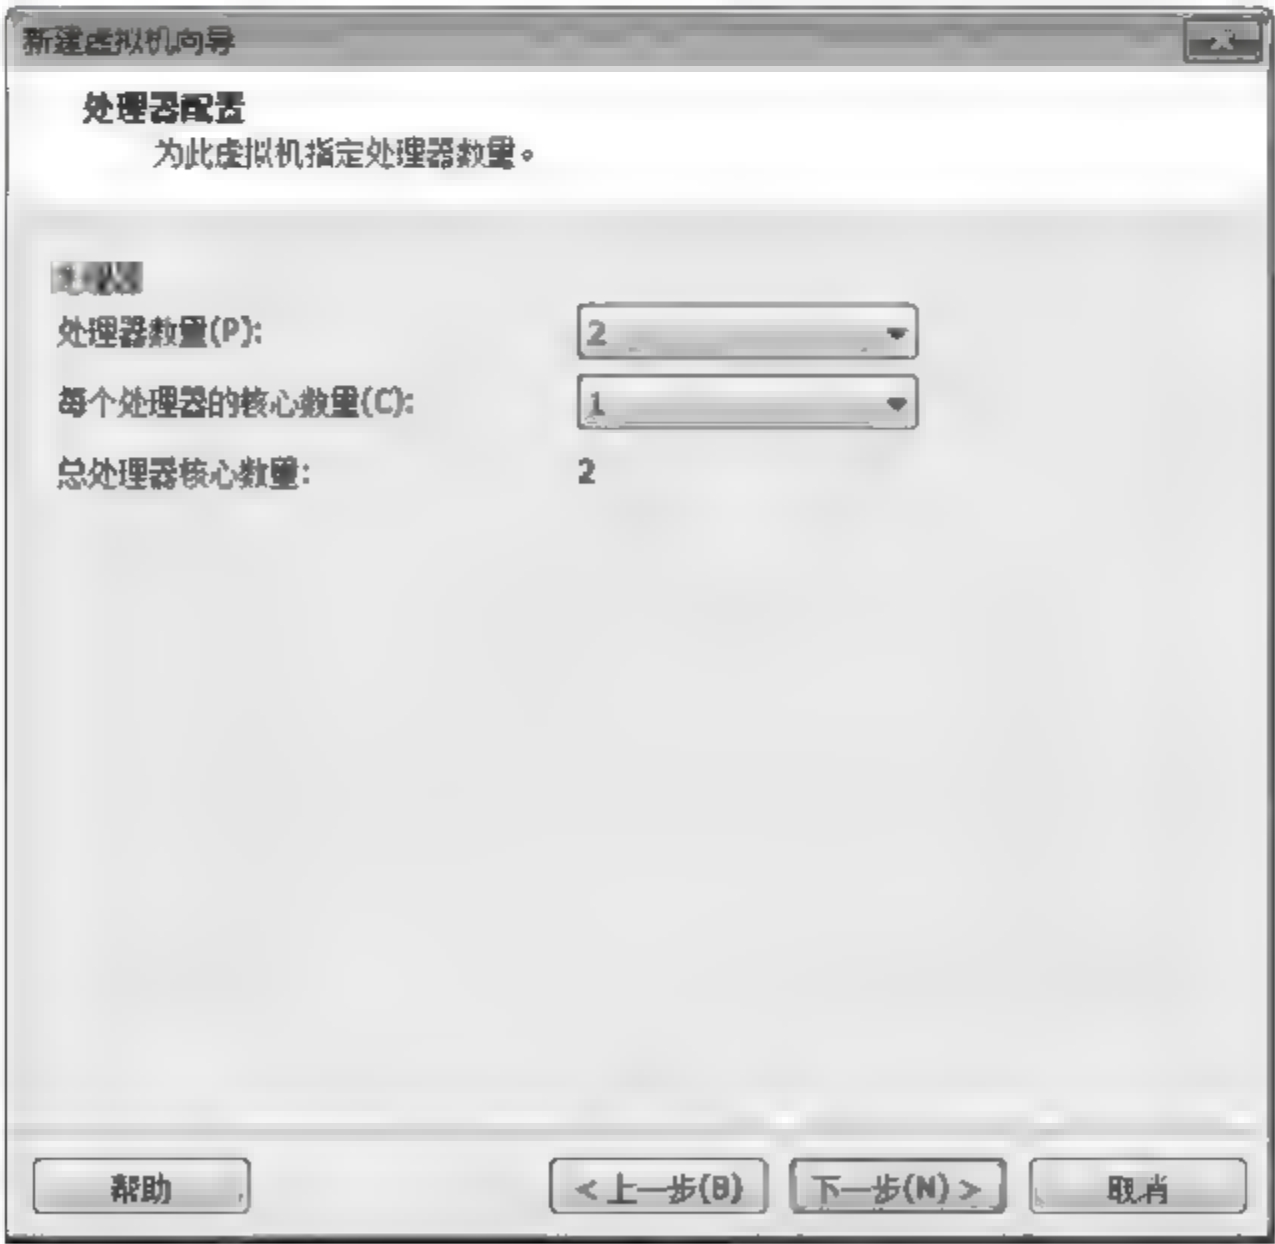 新建虚拟机向导
处理器配置
为此虚拟机指定处理器数量。
处理器
处理器数量(P):
2
每个处理器的核心数量(C):
1
总处理器核心数量:
2
帮助
< 上一步(B)
下一步(N) >
取消